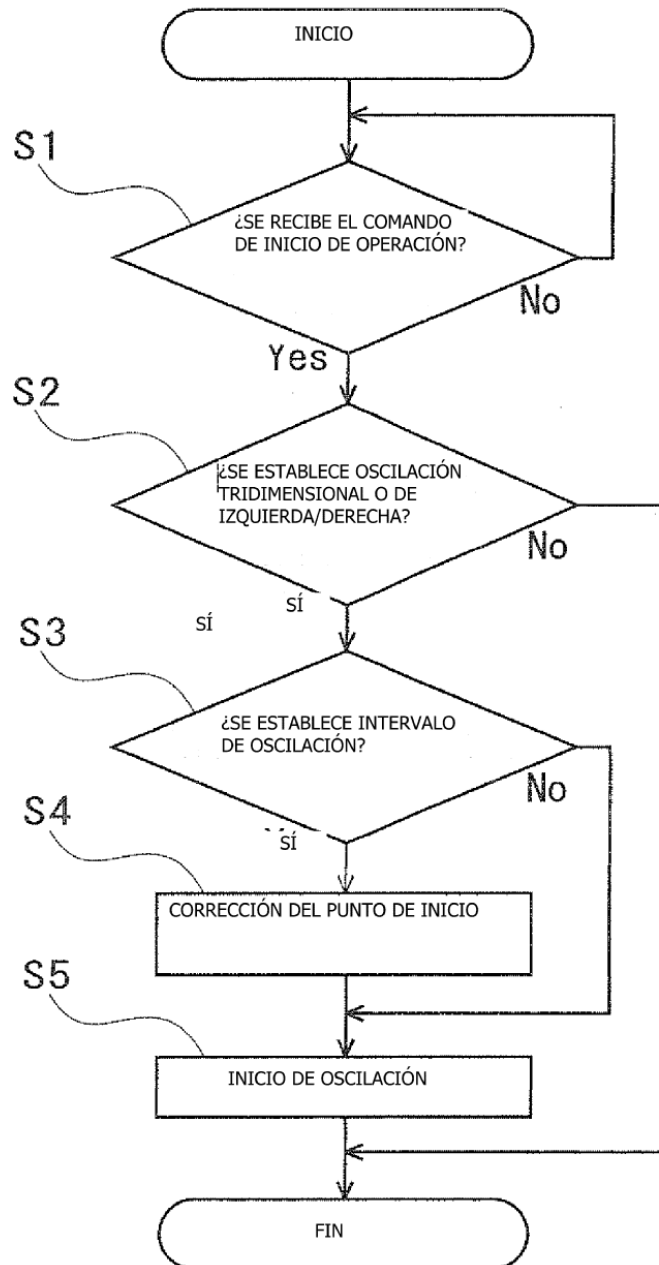 INICIO
S1
¿SE RECIBE EL COMANDO
DE INICIO DE OPERACIÓN?
No
Yes
S2
¿SE ESTABLECE OSCILACIÓN
TRIDIMENSIONAL O DE
IZQUIERDA/DERECHA?
No
SÍ
SÍ
S3
¿SE ESTABLECE INTERVALO
DE OSCILACIÓN?
No
SÍ
S4
CORRECCIÓN DEL PUNTO DE INICIO
S5
INICIO DE OSCILACIÓN
FIN